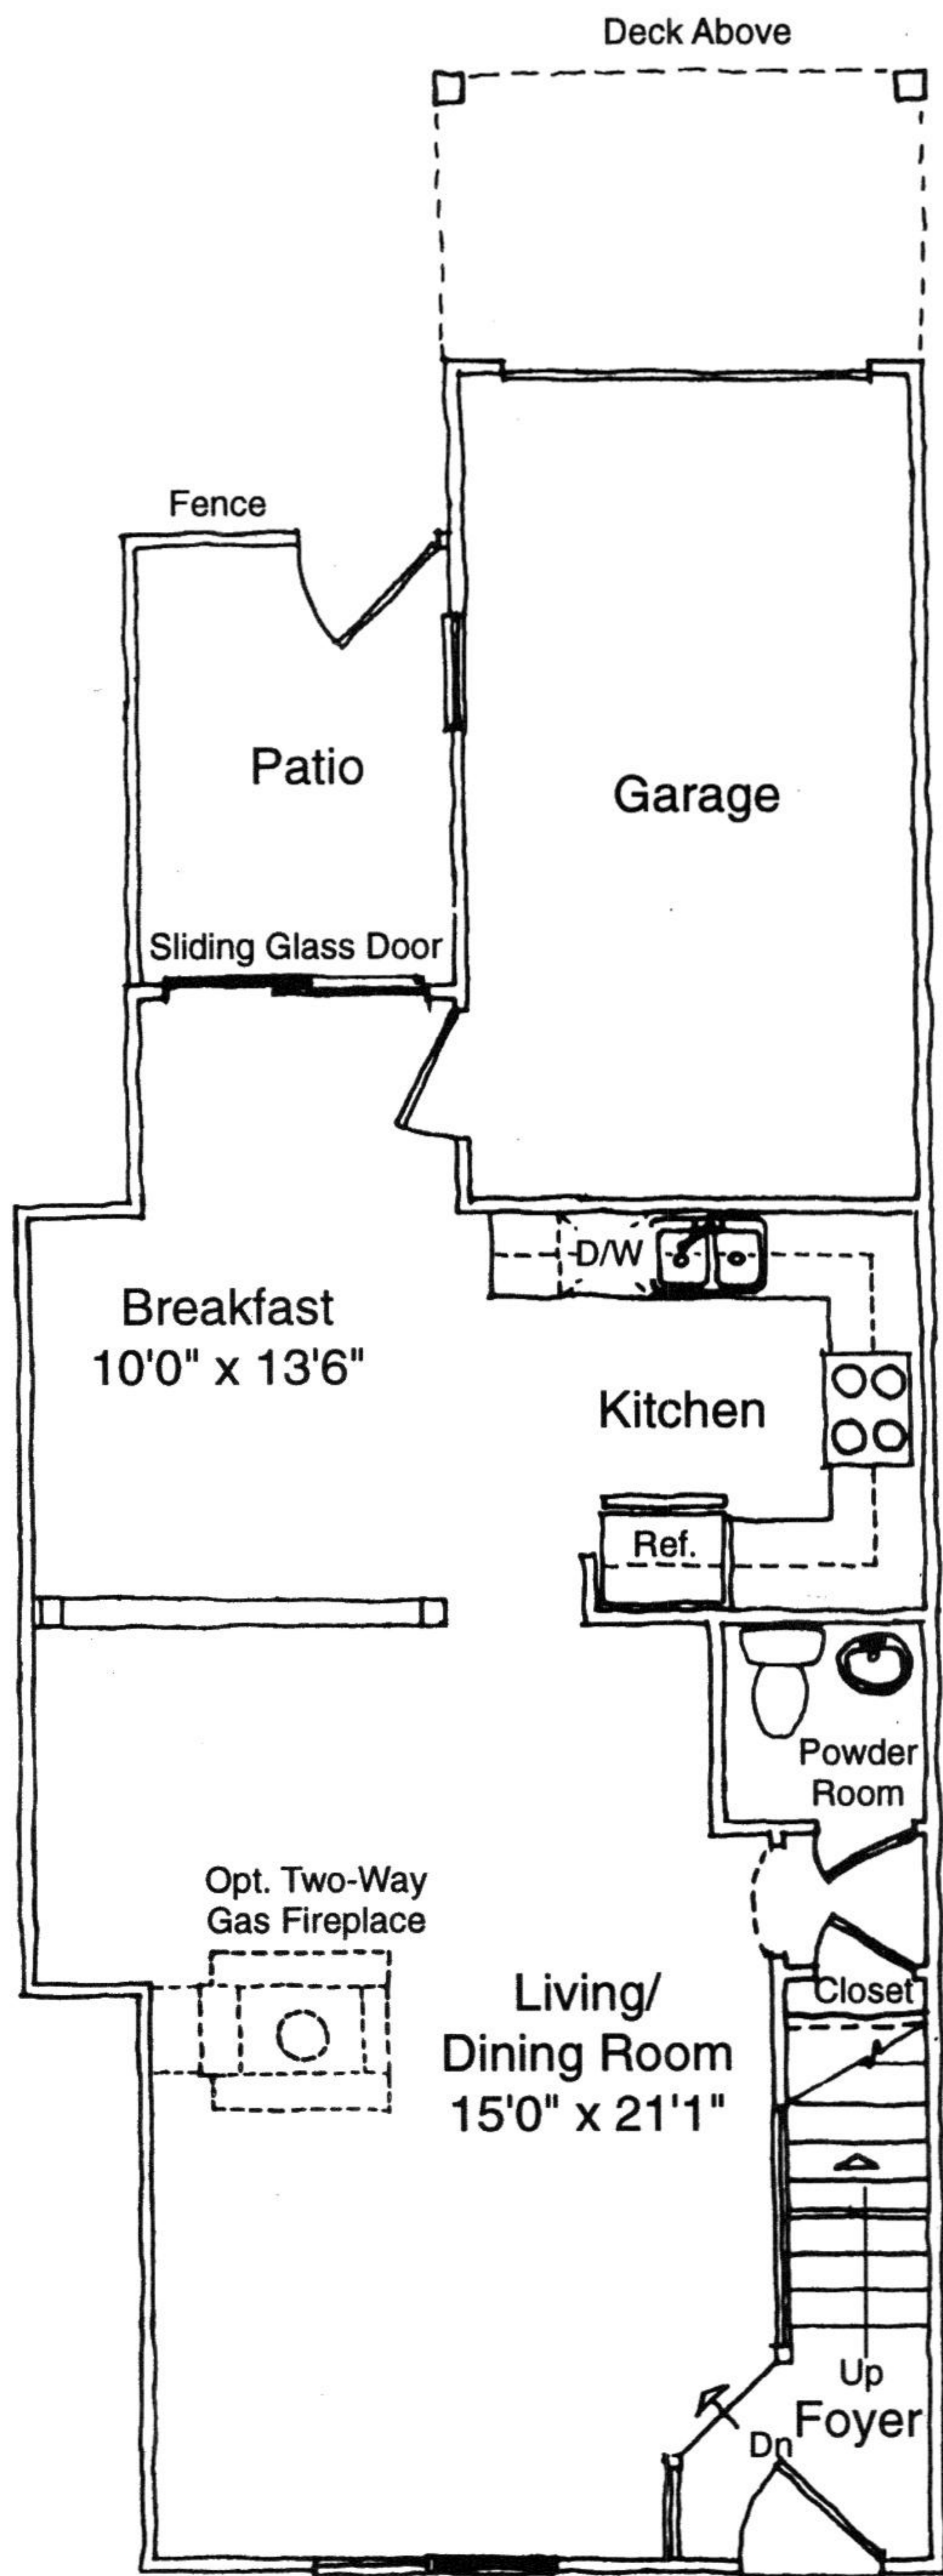 Deck Above
Fence
Patio
Garage
Sliding Glass Door
D/W
Breakfast
10'0" x 13'6"
Kitchen
Ref.
Powder
Room
Opt. Two-Way
Gas Fireplace
Closet
Living/
Dining Room
15'0" x 21'1"
Up
Foyer
Dn